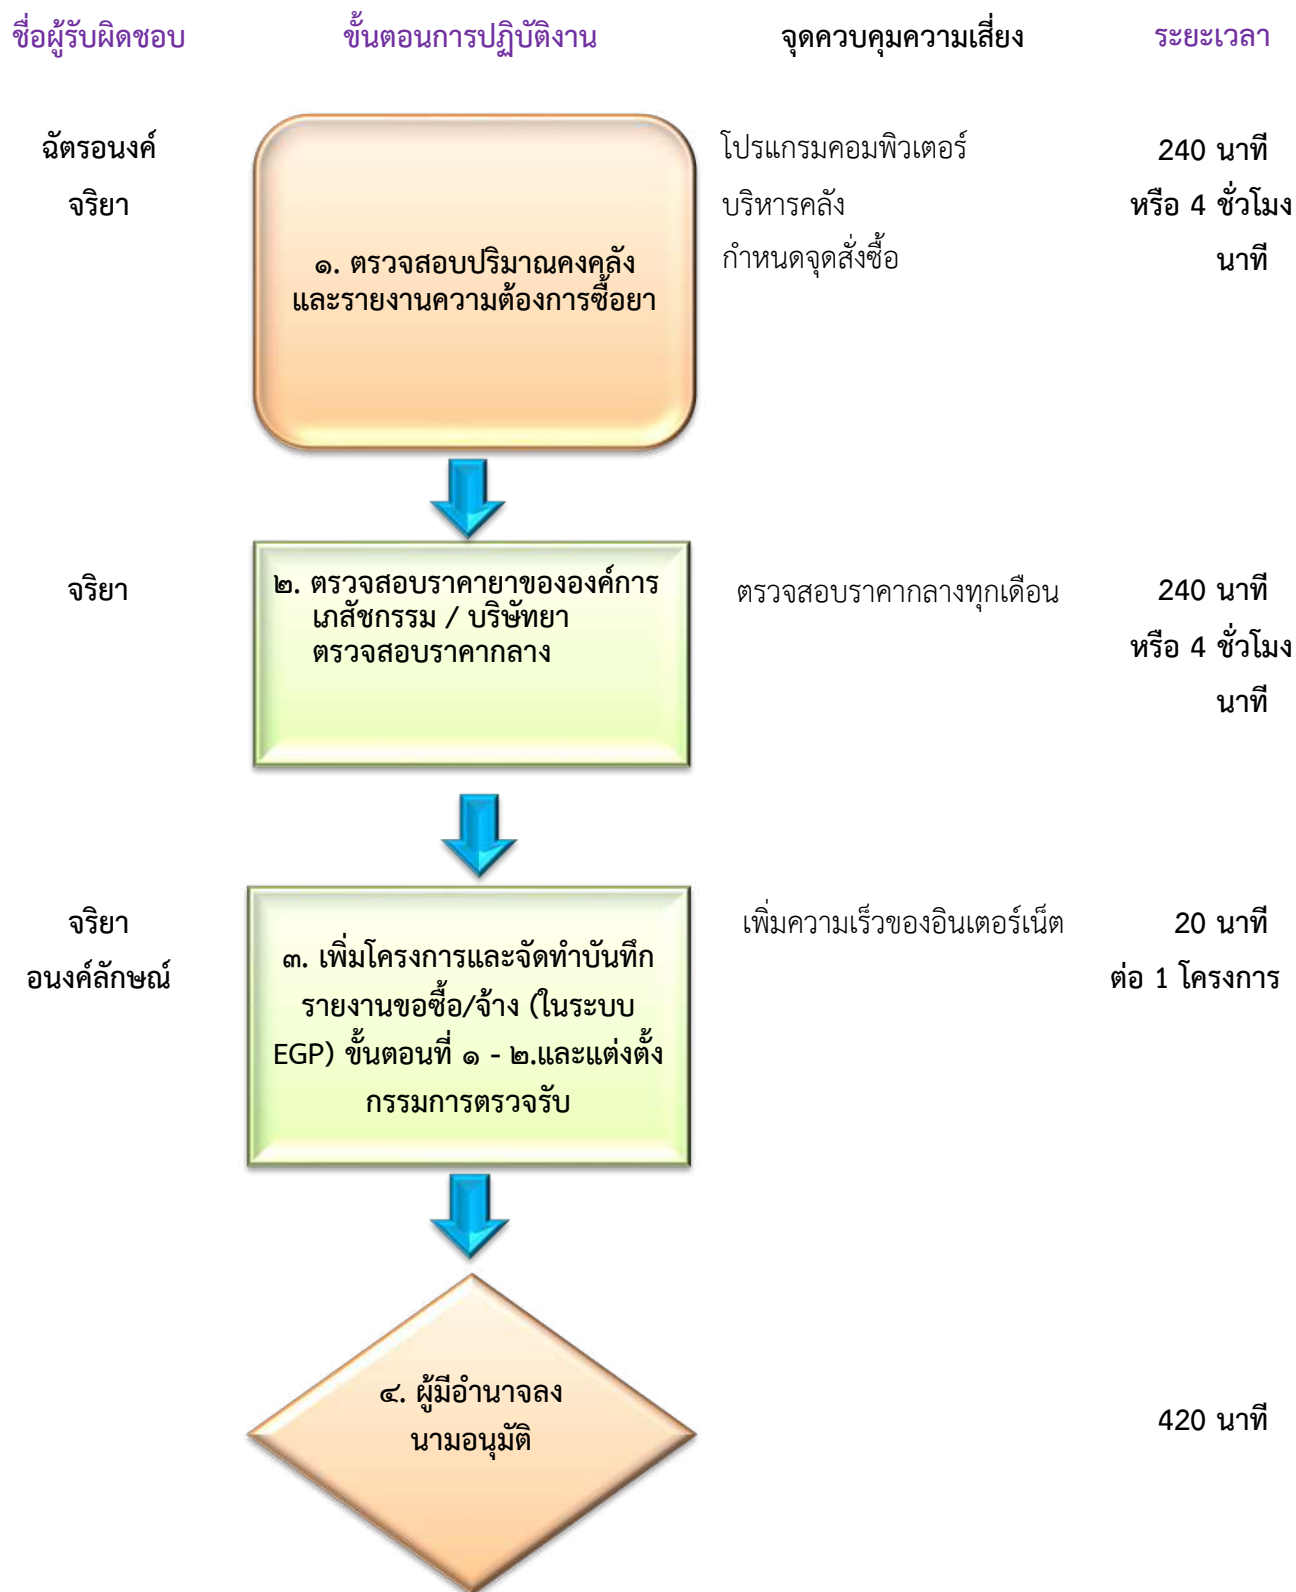 ชื่อผู้รับผิดชอบ ขั้นตอนการปฏิบัติงาน จุดควบคุมความเสี่ยง ระยะเวลา
ฉัตรอนงค์
จริยา
๑. ตรวจสอบปริมาณคงคลัง
และรายงานความต้องการซื้อยา
โปรแกรมคอมพิวเตอร์
บริหารคลัง
กำหนดจุดสั่งซื้อ
240 นาที
หรือ 4 ชั่วโมง
นาที
จริยา
๒. ตรวจสอบราคายาขององค์การ
เภสัชกรรม / บริษัทยา
ตรวจสอบราคากลาง
ตรวจสอบราคากลางทุกเดือน
240 นาที
หรือ 4 ชั่วโมง
นาที
จริยา
อนงค์ลักษณ์
๓. เพิ่มโครงการและจัดทำบันทึก
รายงานขอซื้อ/จ้าง (ในระบบ
EGP) ขั้นตอนที่ ๑ - ๒.และแต่งตั้ง
กรรมการตรวจรับ
เพิ่มความเร็วของอินเตอร์เน็ต
20 นาที
ต่อ 1 โครงการ
๔. ผู้มีอำนาจลง
นามอนุมัติ
420 นาที